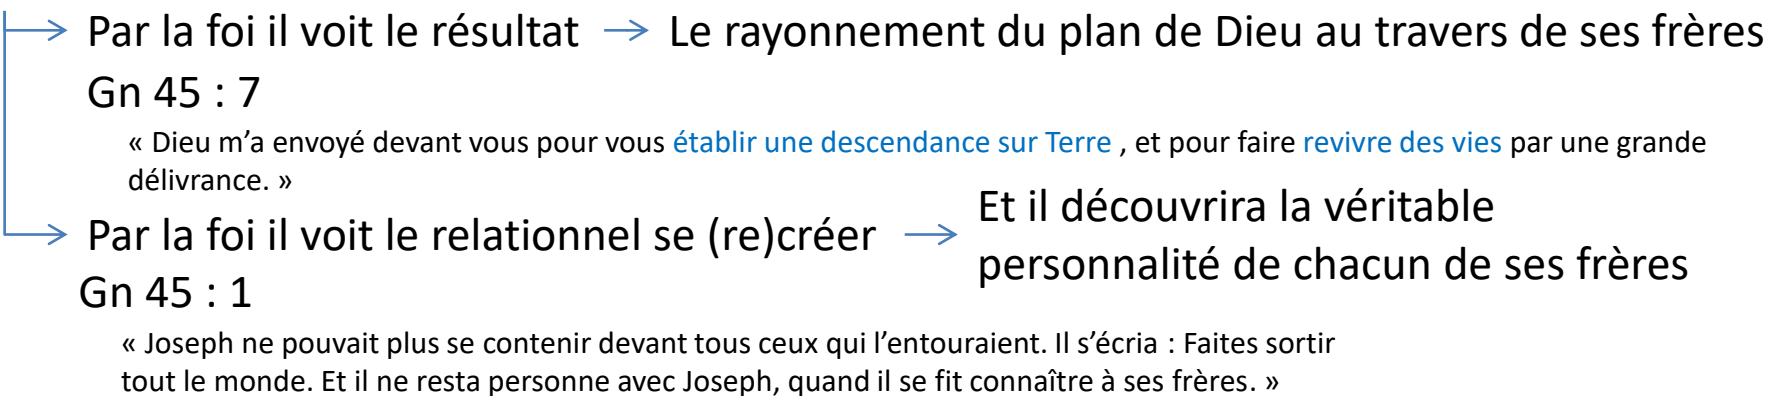 Par la foi il voit le résultat → Le rayonnement du plan de Dieu au travers de ses frères
Gn 45 : 7
« Dieu m’a envoyé devant vous pour vous établir une descendance sur Terre , et pour faire revivre des vies par une grande
délivrance. »
Par la foi il voit le relationnel se (re)créer →
Et il découvrira la véritable
personnalité de chacun de ses frères
Gn 45 : 1
« Joseph ne pouvait plus se contenir devant tous ceux qui l’entouraient. Il s’écria : Faites sortir
tout le monde. Et il ne resta personne avec Joseph, quand il se fit connaître à ses frères. »